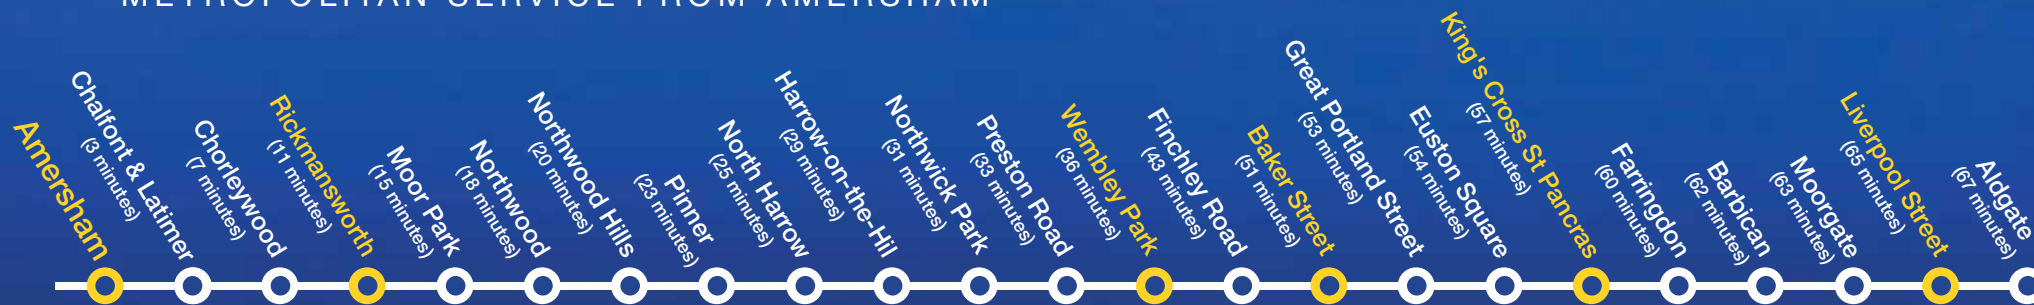 METROPOLITAN SERVICE FROM AMERSHAM
Amersham
Chalfont & Latimer
(3 minutes)
Chorleywood
(7 minutes)
Rickmansworth
(11 minutes)
Moor Park
(15 minutes)
Northwood
(18 minutes)
Northwood Hills
(20 minutes)
Pinner
(23 minutes)
North Harrow
(25 minutes)
Harrow-on-the-Hil
(29 minutes)
Northwick Park
(31 minutes)
Preston Road
(33 minutes)
Wembley Park
(36 minutes)
Finchley Road
(43 minutes)
Baker Street
(51 minutes)
Great Portland Street
(53 minutes)
Euston Square
(54 minutes)
King's Cross St Pancras
(57 minutes)
Farringdon
(60 minutes)
Barbican
(62 minutes)
Moorgate
(63 minutes)
Liverpool Street
(65 minutes)
Aldgate
(67 minutes)